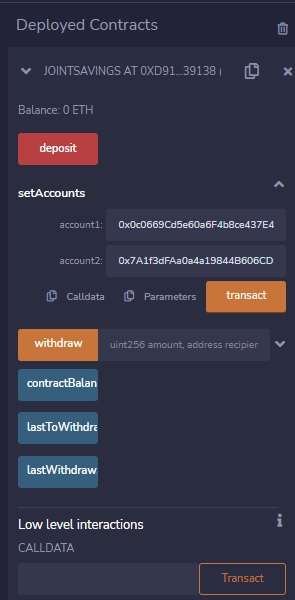 Deployed Contracts
JOINTSAVINGS AT 0XD91...39138 (
Balance: 0 ETH
deposit
setAccounts
account1: 0x0c0669Cd5e60a6F4b8ce437E4
account2: 0x7A1f3dFAa0a4a19844B606CD
Calldata Parameters transact
withdraw uint256 amount, address recipier
contractBalan
lastToWithdra
lastWithdraw
Low level interactions
CALLDATA
Transact